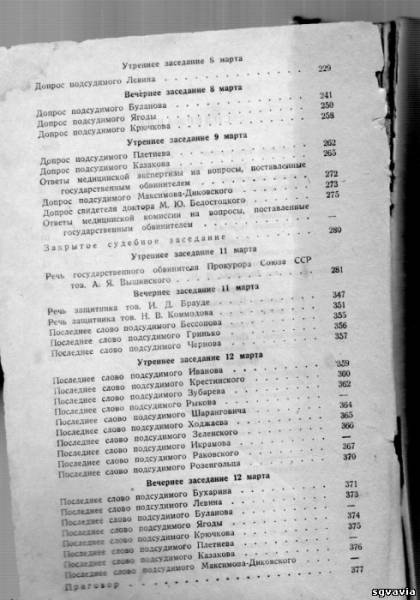 Утреннее заседание 8 марта
Допрос подсудимого Левина . . . . . . . . . . . . 229
Вечернее заседание 8 марта
Допрос подсудимого Буланова . . . . . . . . . . . 241
Допрос подсудимого Ягоды . . . . . . . . . . . . 250
Допрос подсудимого Крючкова . . . . . . . . . . . 258
Утреннее заседание 9 марта
Допрос подсудимого Плетнева . . . . . . . . . . . 262
Допрос подсудимого Казакова . . . . . . . . . . . 265
Ответы медицинской экспертизы на вопросы, поставленные
государственным обвинителем . . . . . . . . . . . 272
Допрос подсудимого Максимова-Диковского . . . . . 273
Допрос свидетеля доктора М. Ю. Белостоцкого . . . 275
Ответы медицинской комиссии на вопросы, поставленные
государственным обвинителем . . . . . . . . . . . —
Закрытое судебное заседание 280
Утреннее заседание 11 марта
Речь государственного обвинителя Прокурора Союза ССР
тов. А. Я. Вышинского . . . . . . . . . . . . . . 281
Вечернее заседание 11 марта
Речь защитника тов. И. Д. Брауде . . . . . . . . 347
Речь защитника тов. Н. В. Коммодова . . . . . . . 351
Последнее слово подсудимого Бессонова . . . . . . 355
Последнее слово подсудимого Гринько . . . . . . . 356
Последнее слово подсудимого Чернова . . . . . . . 357
Утреннее заседание 12 марта
Последнее слово подсудимого Иванова . . . . . . . 359
Последнее слово подсудимого Крестинского . . . . 360
Последнее слово подсудимого Зубарева . . . . . . 362
Последнее слово подсудимого Рыкова . . . . . . . —
Последнее слово подсудимого Шаранговича . . . . . 364
Последнее слово подсудимого Ходжаева . . . . . . 365
Последнее слово подсудимого Зеленского . . . . . 366
Последнее слово подсудимого Икрамова . . . . . . —
Последнее слово подсудимого Раковского . . . . . 367
Последнее слово подсудимого Розенгольца . . . . . 370
Вечернее заседание 12 марта
Последнее слово подсудимого Бухарина . . . . . . 371
Последнее слово подсудимого Левина . . . . . . . 373
Последнее слово подсудимого Буланова . . . . . . —
Последнее слово подсудимого Ягоды . . . . . . . . 374
Последнее слово подсудимого Крючкова . . . . . . 375
Последнее слово подсудимого Плетнева . . . . . . —
Последнее слово подсудимого Казакова . . . . . . 376
Последнее слово подсудимого Максимова-Диковского —
Приговор . . . . . . . . . . . . . . . . . . . . 377
sgvavia